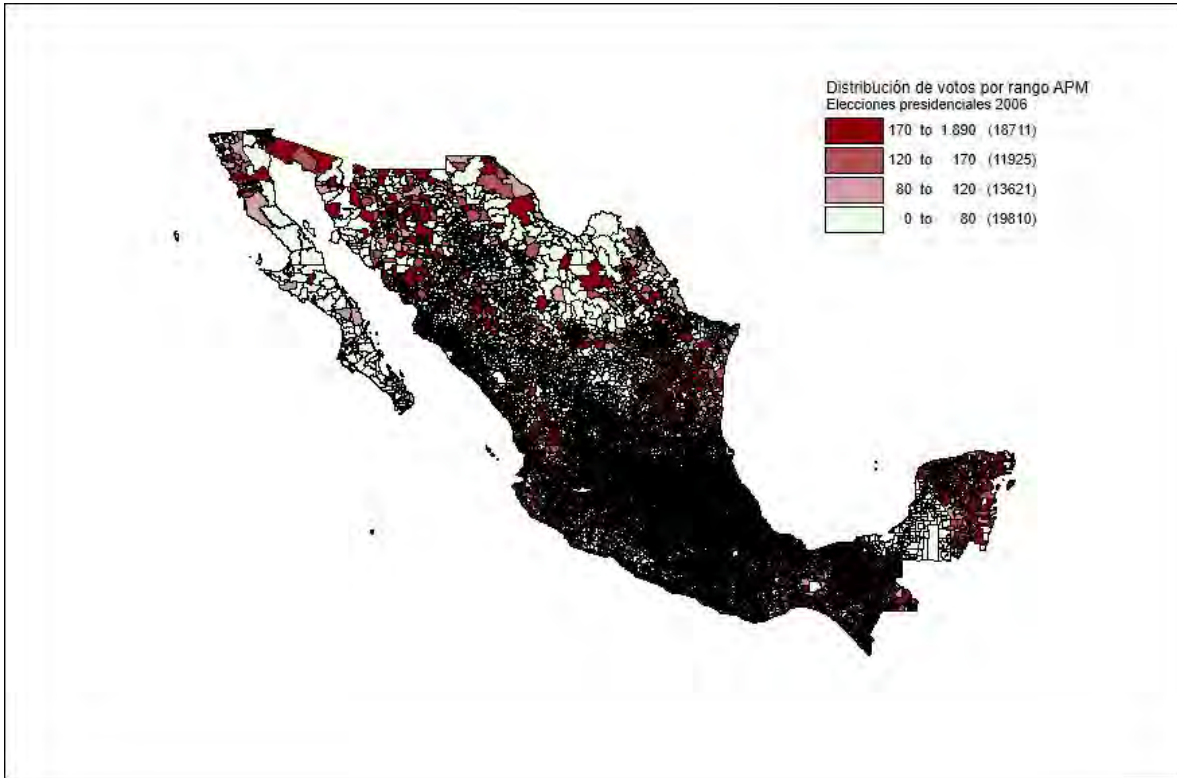 Distribución de votos por rango APM
Elecciones presidenciales 2006
170 to 1.890 (18711)
120 to 170 (11925)
80 to 120 (13621)
0 to 80 (19810)